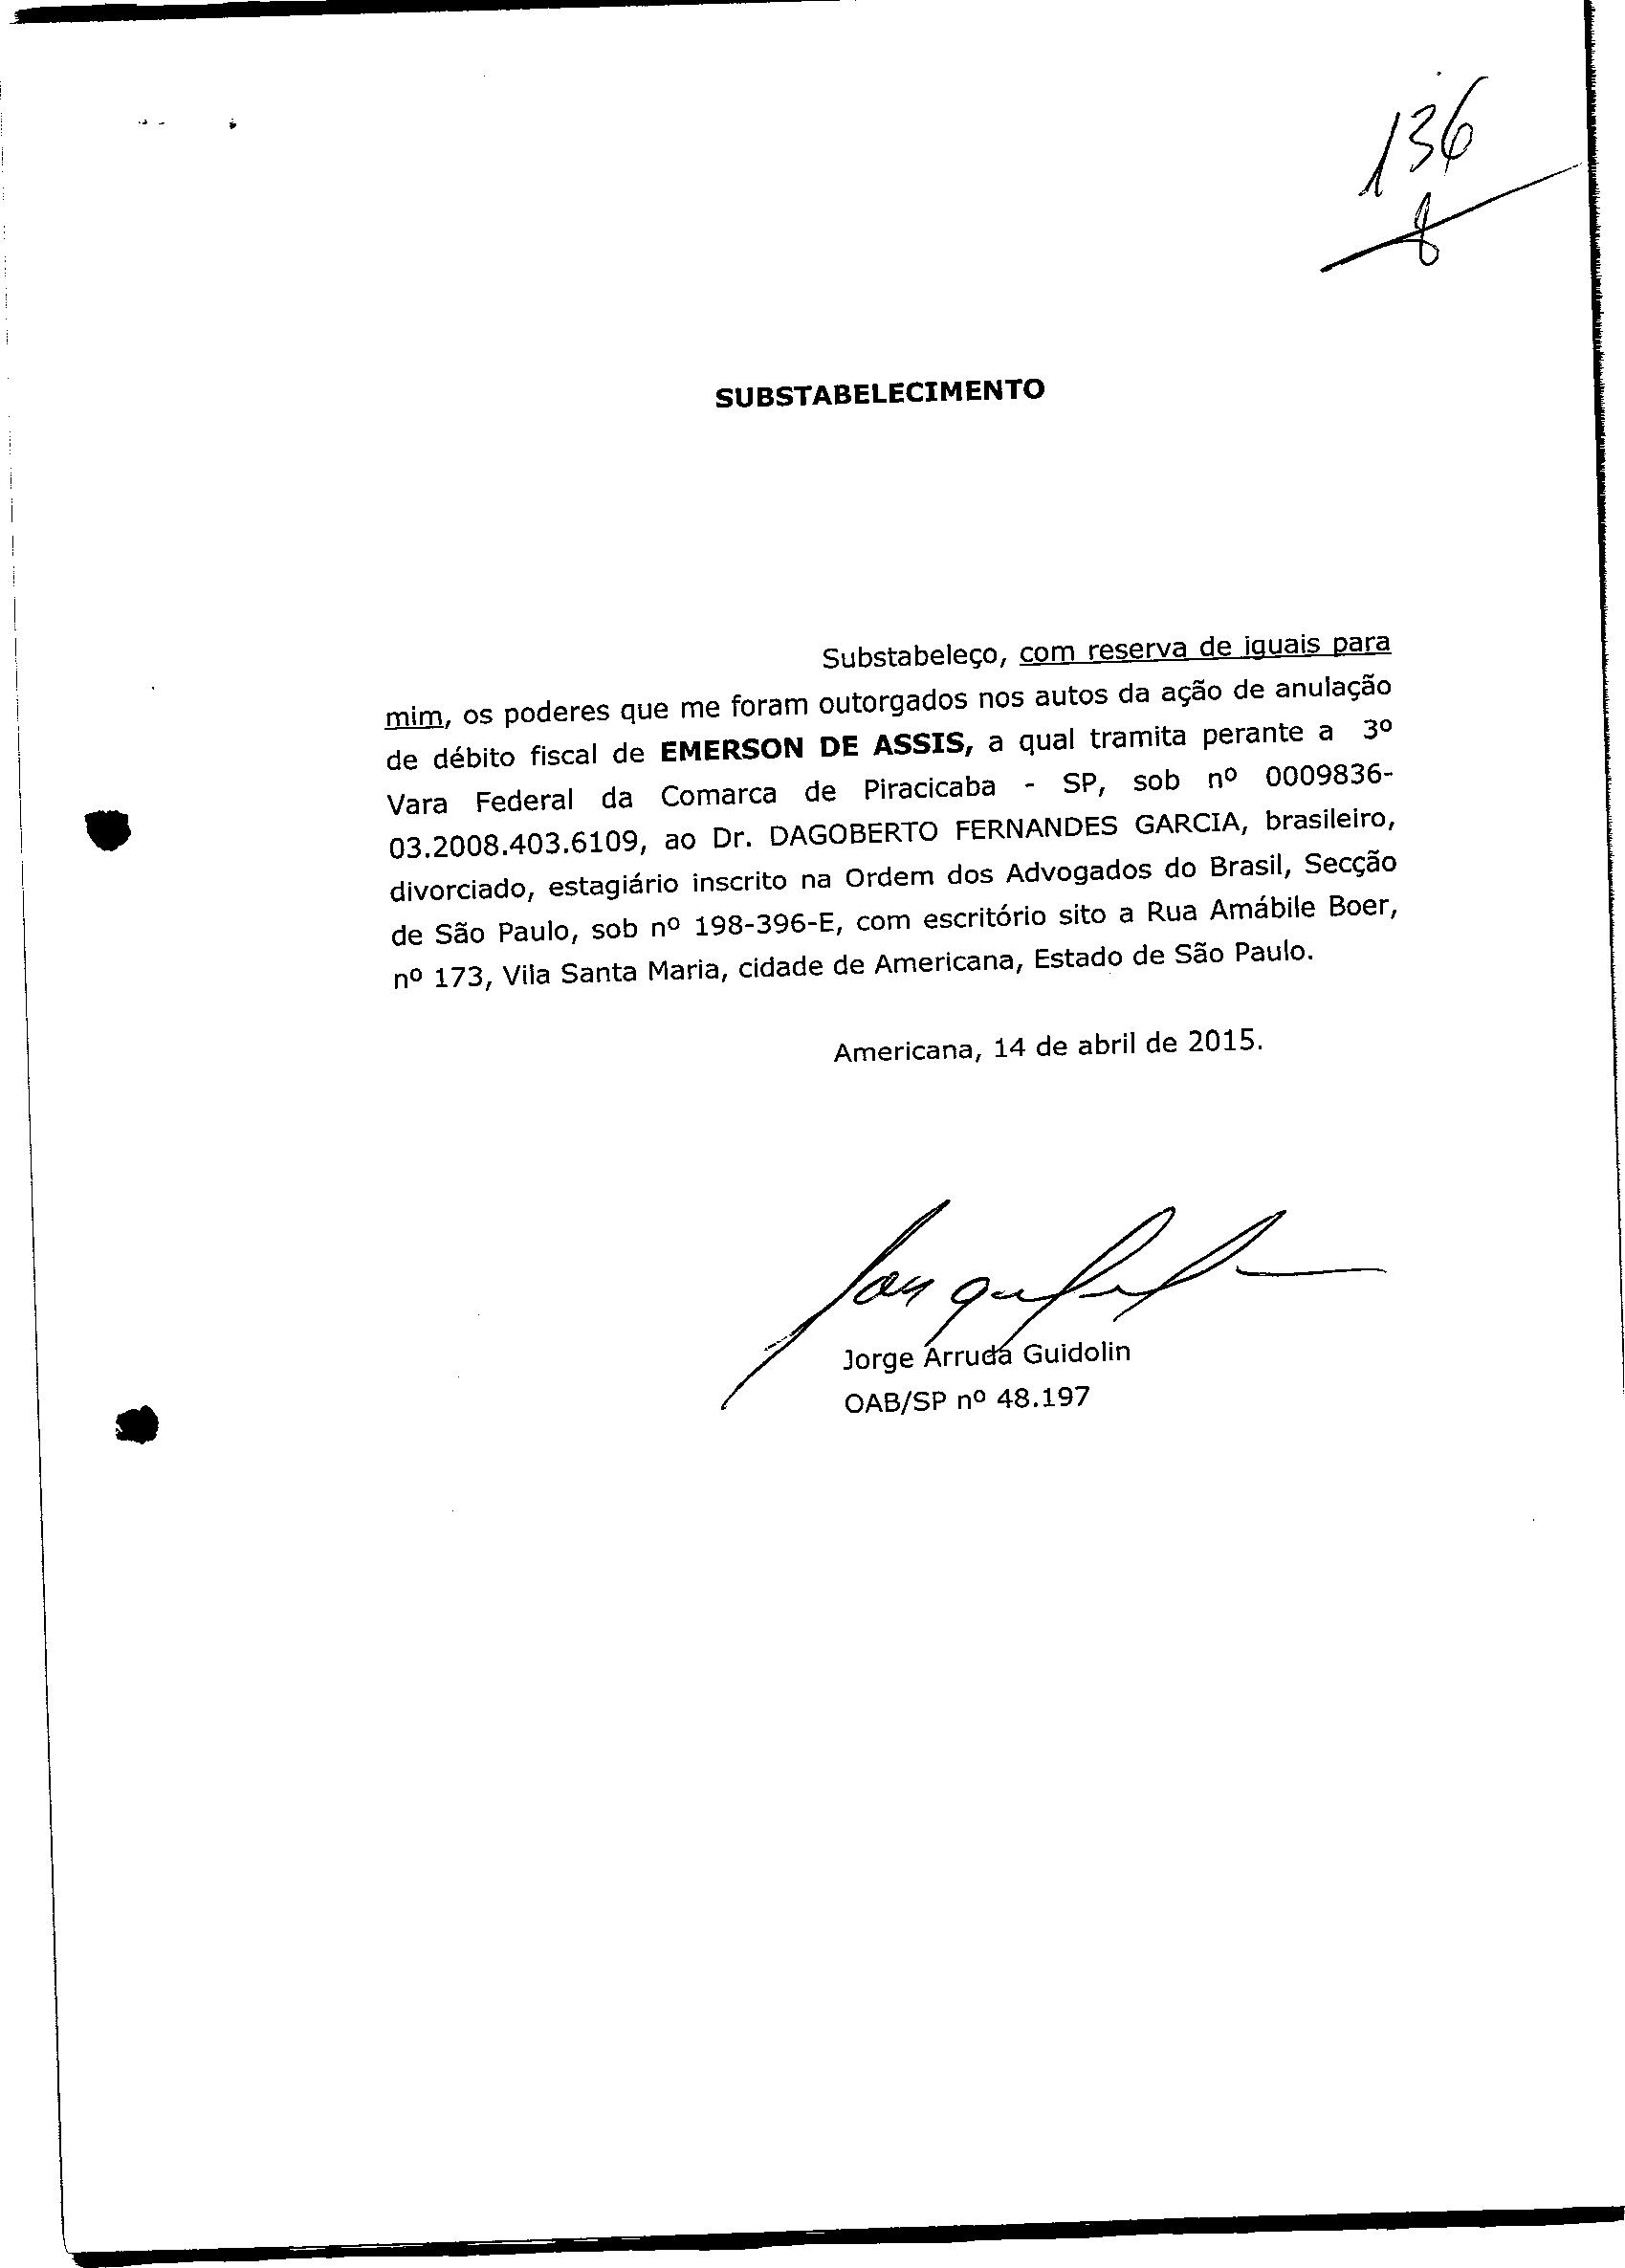 136
SUBSTABELECIMENTO
Substabeleço, com reserva de iguais para
mim, os poderes que me foram outorgados nos autos da ação de anulação
de débito fiscal de EMERSON DE ASSIS, a qual tramita perante a 3º
Vara Federal da Comarca de Piracicaba - SP, sob nº 0009836-
03.2008.403.6109, ao Dr. DAGOBERTO FERNANDES GARCIA, brasileiro,
divorciado, estagiário inscrito na Ordem dos Advogados do Brasil, Secção
de São Paulo, sob nº 198-396-E, com escritório sito a Rua Amábile Boer,
nº 173, Vila Santa Maria, cidade de Americana, Estado de São Paulo.
Americana, 14 de abril de 2015.
Jorge Arruda Guidolin
OAB/SP nº 48.197